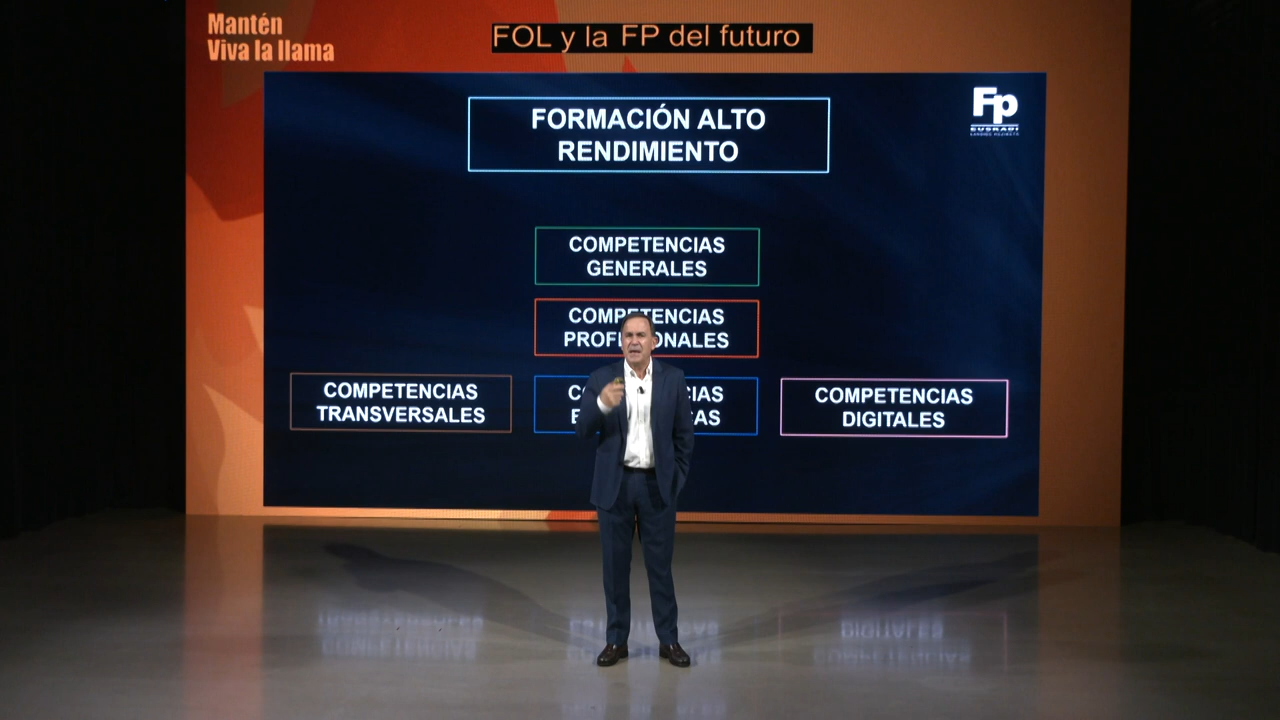 Mantén
Viva la llama
FOL y la FP del futuro
FORMACIÓN ALTO
RENDIMIENTO
Fp
EUSKADI
COMPETENCIAS
GENERALES
COMPETENCIAS
COMPETENCIAS
TRANSVERSALES
COMPETENCIAS
DIGITALES